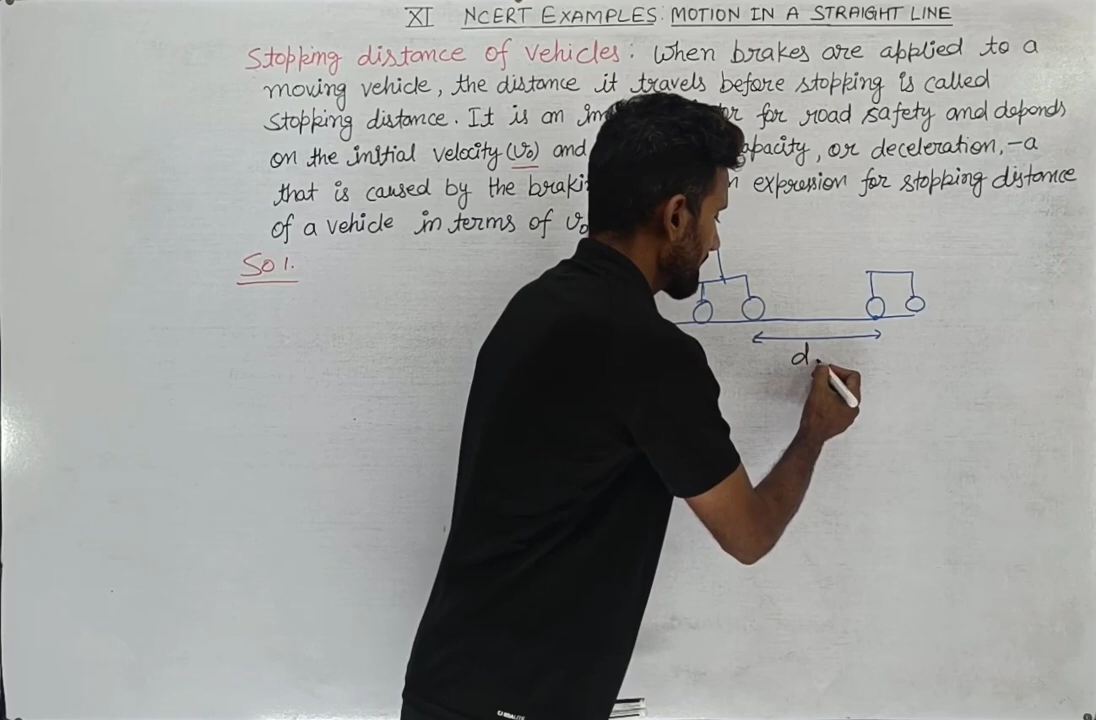 XI NCERT EXAMPLES: MOTION IN A STRAIGHT LINE
Stopping distance of vehicles: When brakes are applied to a
moving vehicle, the distance it travels before stopping is called
stopping distance. It is an for road safety and depends
on the initial velocity (v₀) and or deceleration, -a
that is caused by the expression for stopping distance
of a vehicle in terms of v₀
Sol.
d